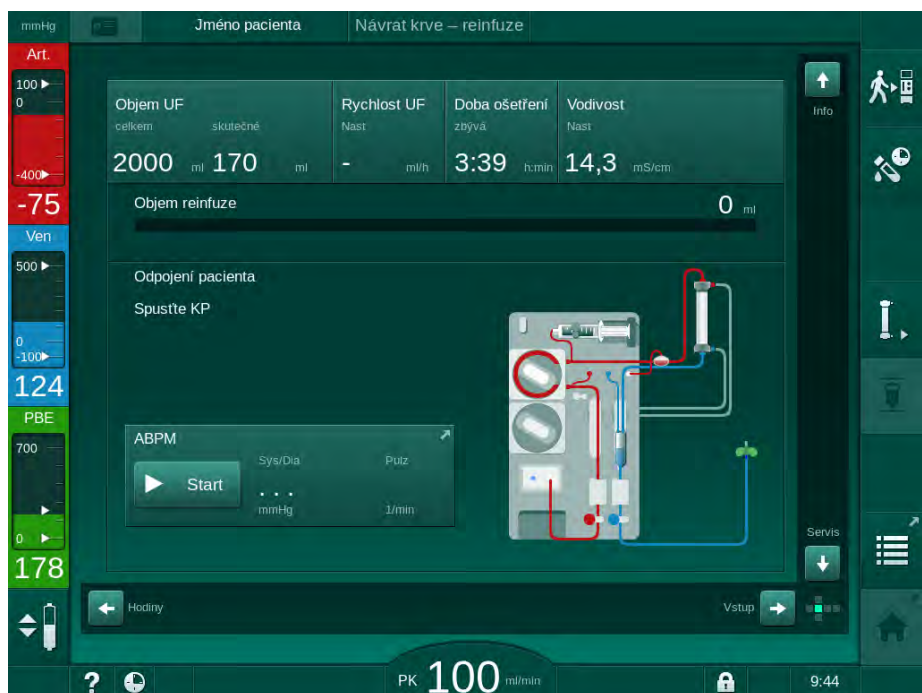 mmHg
Jméno pacienta
Návrat krve – reinfuze
Art.
100
0
-400
-75
Ven
500
0
-100
124
PBE
700
0
178
Objem UF
celkem
skutečné
2000 ml 170 ml
Rychlost UF
Nast
- ml/h
Doba ošetření
zbývá
3:39 h:min
Vodivost
Nast
14,3 mS/cm
Objem reinfuze
0 ml
Odpojení pacienta
Spusťte KP
ABPM
Start
Sys/Dia
. . .
mmHg
Pulz
1/min
Info
Servis
Hodiny
Vstup
?
PK 100 ml/min
9:44